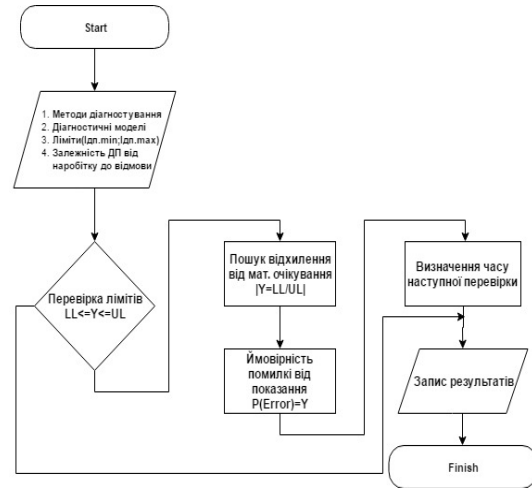 Start
1. Методи діагностування
2. Діагностичні моделі
3. Ліміти(Ідп.min;Ідп.max)
4. Залежність ДП від
наробітку до відмови
Перевірка лімітів
LL<=Y<=UL
Пошук відхилення
від мат. очікування
|Y=LL/UL|
Ймовірність
помилкі від
показання
P(Error)=Y
Визначення часу
наступної перевірки
Запис результатів
Finish